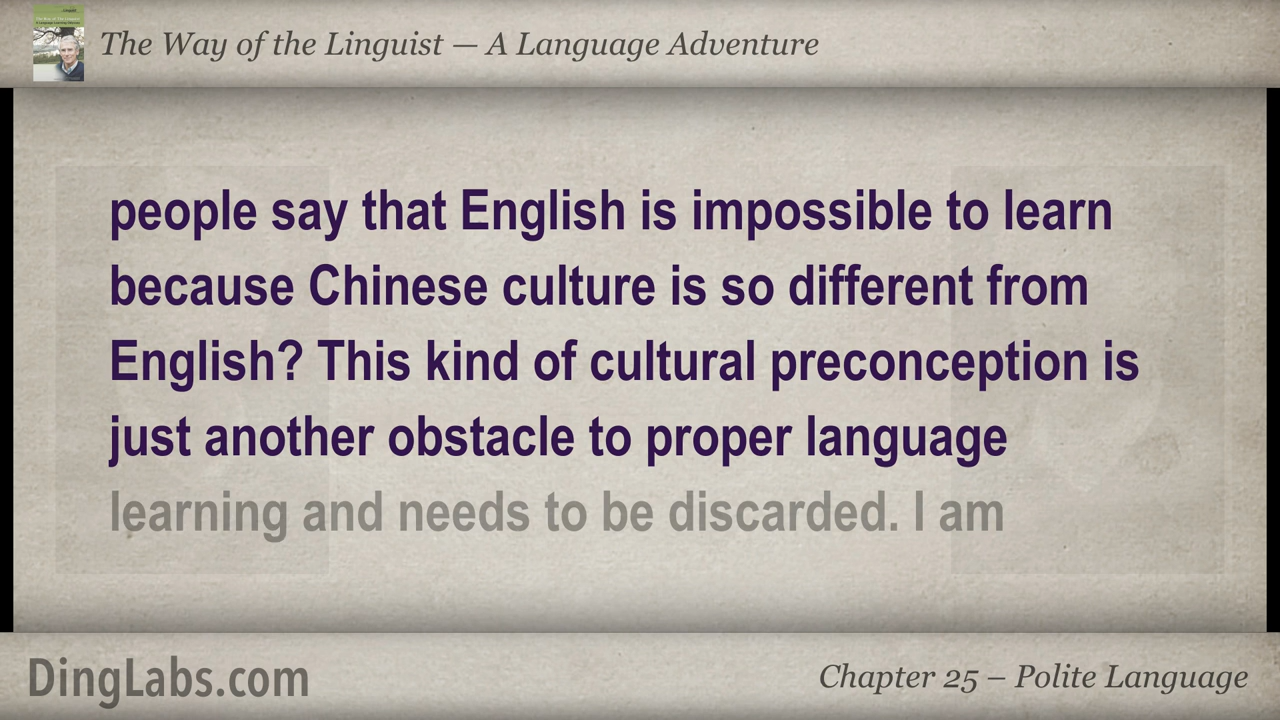 The Way of the Linguist — A Language Adventure
people say that English is impossible to learn
because Chinese culture is so different from
English? This kind of cultural preconception is
just another obstacle to proper language
learning and needs to be discarded. I am
DingLabs.com
Chapter 25 – Polite Language